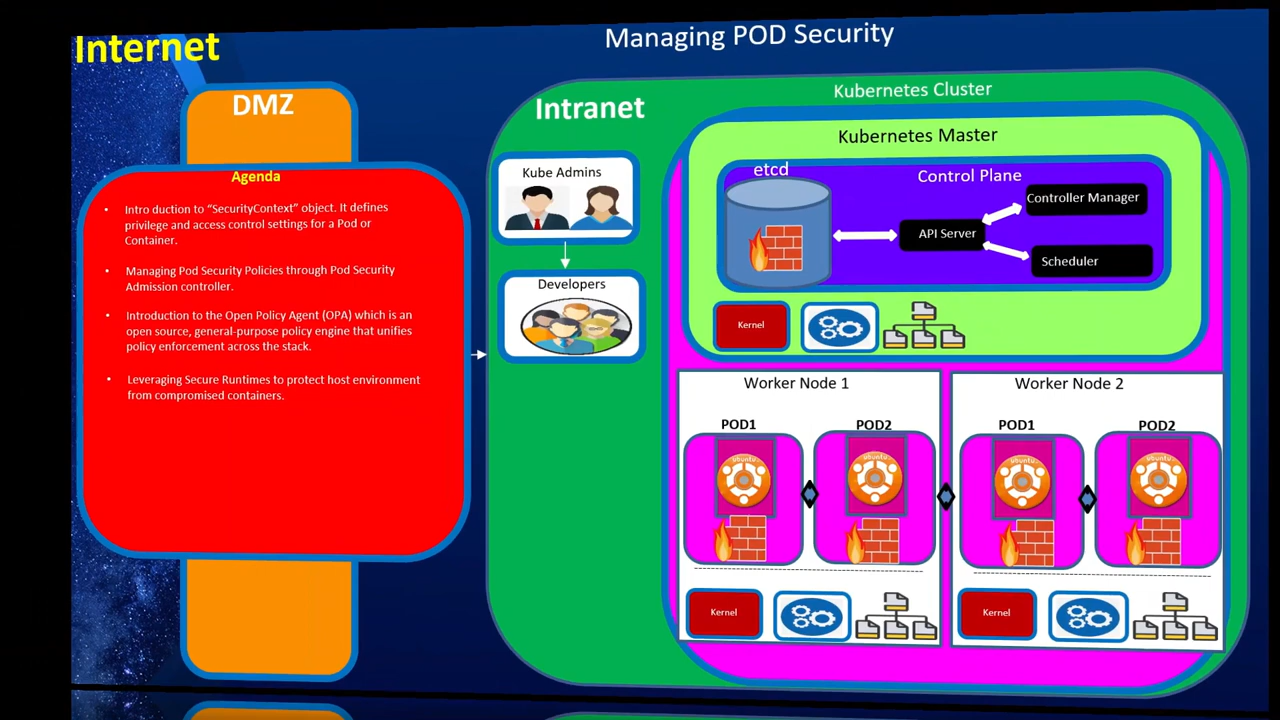 Internet
Managing POD Security
DMZ
Agenda
Intro duction to “SecurityContext” object. It defines
privilege and access control settings for a Pod or
Container.
Managing Pod Security Policies through Pod Security
Admission controller.
Introduction to the Open Policy Agent (OPA) which is an
open source, general-purpose policy engine that unifies
policy enforcement across the stack.
Leveraging Secure Runtimes to protect host environment
from compromised containers.
Intranet
Kube Admins
Developers
Kubernetes Cluster
Kubernetes Master
etcd
Control Plane
Controller Manager
API Server
Scheduler
Kernel
Worker Node 1
POD1
POD2
ubuntu
ubuntu
Kernel
Worker Node 2
POD1
POD2
ubuntu
ubuntu
Kernel